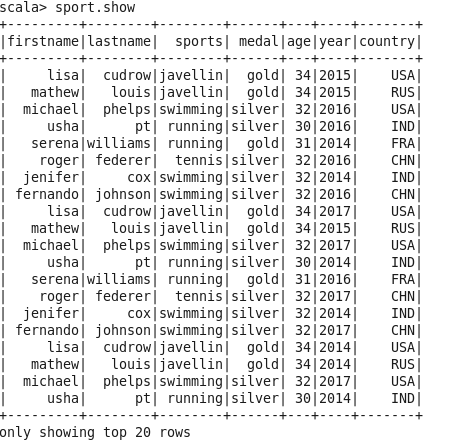 scala> sport.show
+---------+--------+--------+------+---+----+-------+
|firstname|lastname|  sports| medal|age|year|country|
+---------+--------+--------+------+---+----+-------+
|     lisa|  cudrow|javellin|  gold| 34|2015|    USA|
|   mathew|   louis|javellin|  gold| 34|2015|    RUS|
|  michael|  phelps|swimming|silver| 32|2016|    USA|
|     usha|      pt| running|silver| 30|2016|    IND|
|   serena|williams| running|  gold| 31|2014|    FRA|
|    roger| federer|  tennis|silver| 32|2016|    CHN|
|  jenifer|     cox|swimming|silver| 32|2014|    IND|
| fernando| johnson|swimming|silver| 32|2016|    CHN|
|     lisa|  cudrow|javellin|  gold| 34|2017|    USA|
|   mathew|   louis|javellin|  gold| 34|2015|    RUS|
|  michael|  phelps|swimming|silver| 32|2017|    USA|
|     usha|      pt| running|silver| 30|2014|    IND|
|   serena|williams| running|  gold| 31|2016|    FRA|
|    roger| federer|  tennis|silver| 32|2017|    CHN|
|  jenifer|     cox|swimming|silver| 32|2014|    IND|
| fernando| johnson|swimming|silver| 32|2017|    CHN|
|     lisa|  cudrow|javellin|  gold| 34|2014|    USA|
|   mathew|   louis|javellin|  gold| 34|2014|    RUS|
|  michael|  phelps|swimming|silver| 32|2017|    USA|
|     usha|      pt| running|silver| 30|2014|    IND|
+---------+--------+--------+------+---+----+-------+
only showing top 20 rows